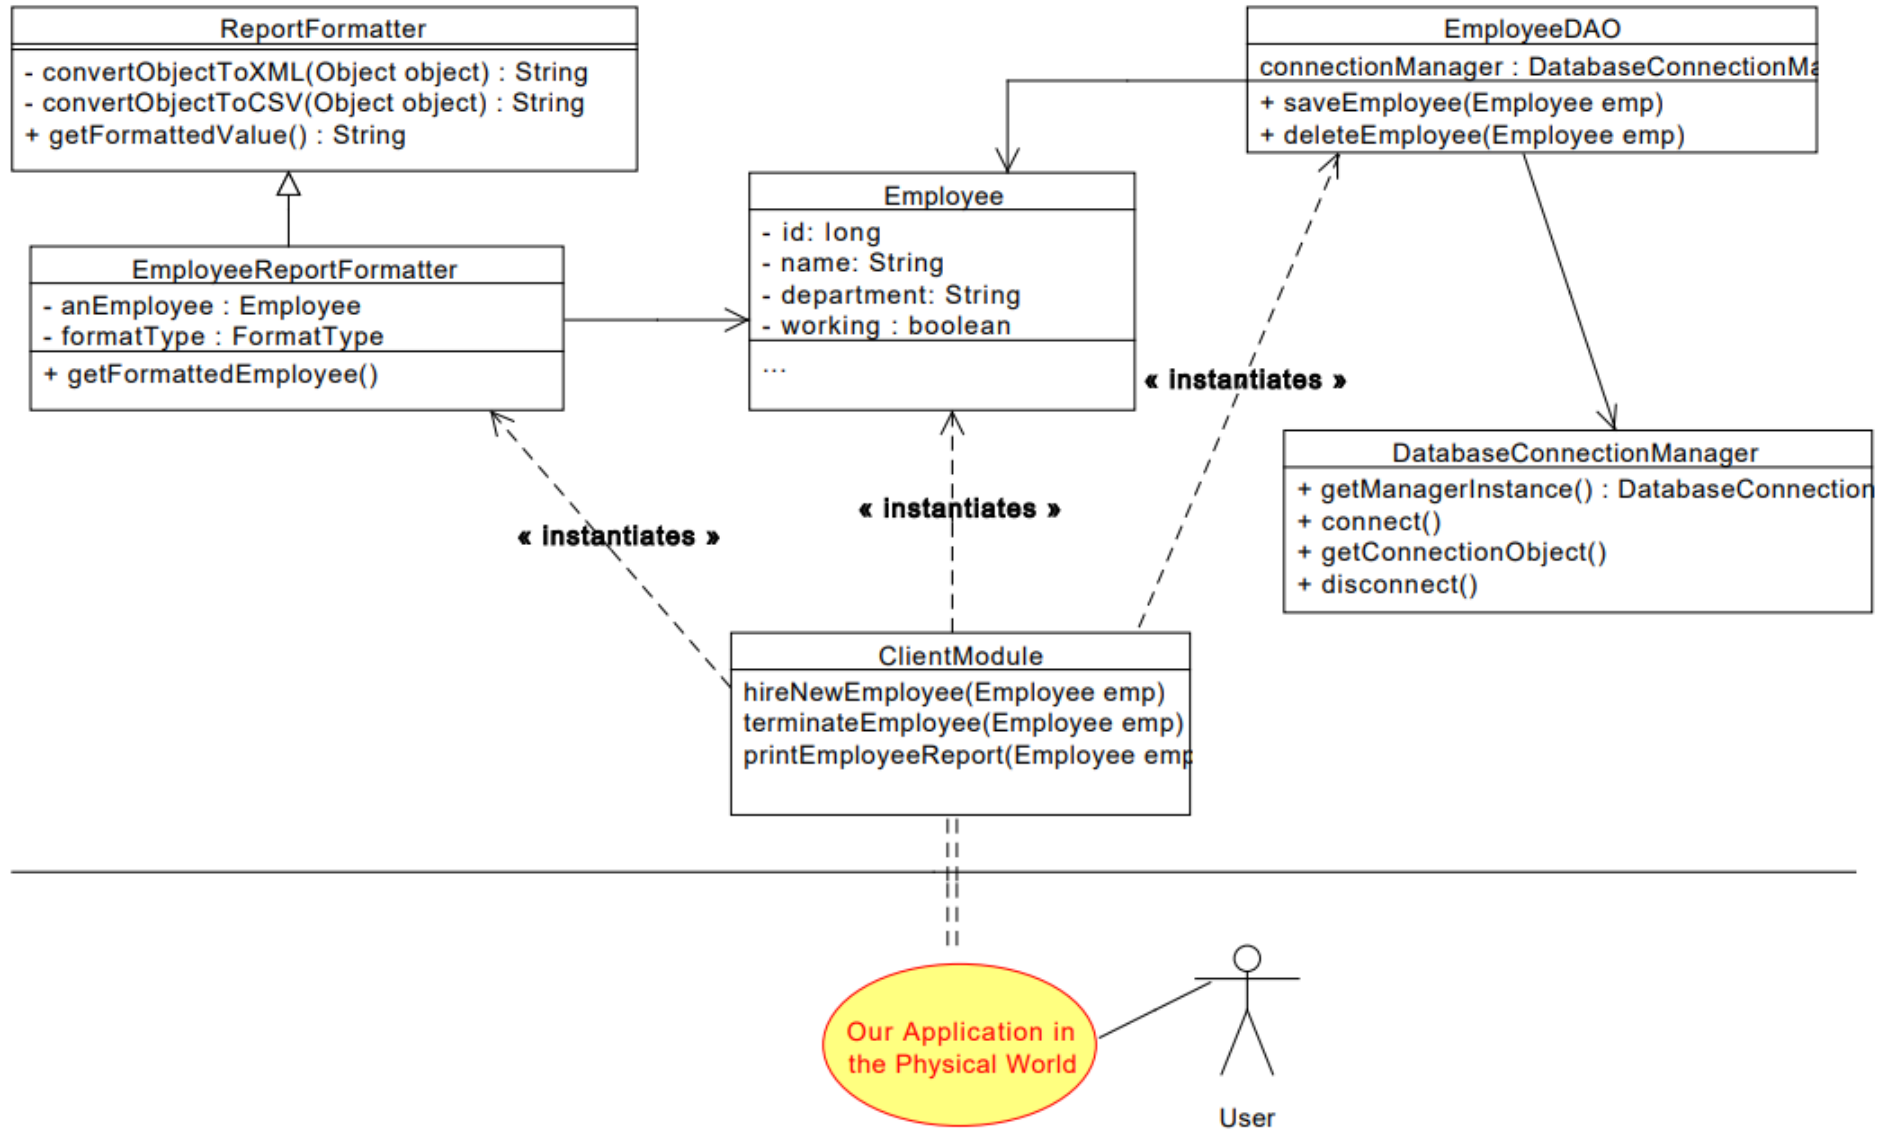 ReportFormatter
- convertObjectToXML(Object object) : String
- convertObjectToCSV(Object object) : String
+ getFormattedValue() : String
EmployeeDAO
connectionManager : DatabaseConnectionMa
+ saveEmployee(Employee emp)
+ deleteEmployee(Employee emp)
Employee
- id: long
- name: String
- department: String
- working : boolean
...
EmployeeReportFormatter
- anEmployee : Employee
- formatType : FormatType
+ getFormattedEmployee()
« instantiates »
« instantiates »
« instantiates »
DatabaseConnectionManager
+ getManagerInstance() : DatabaseConnection
+ connect()
+ getConnectionObject()
+ disconnect()
ClientModule
hireNewEmployee(Employee emp)
terminateEmployee(Employee emp)
printEmployeeReport(Employee emp
Our Application in
the Physical World
User